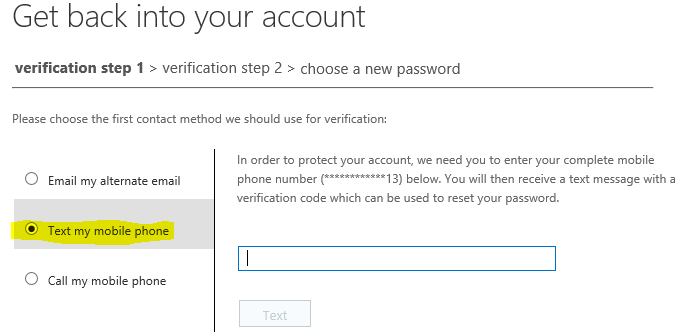 Get back into your account
verification step 1 > verification step 2 > choose a new password
Please choose the first contact method we should use for verification:
Email my alternate email
Text my mobile phone
Call my mobile phone
In order to protect your account, we need you to enter your complete mobile
phone number (************13) below. You will then receive a text message with a
verification code which can be used to reset your password.
Text